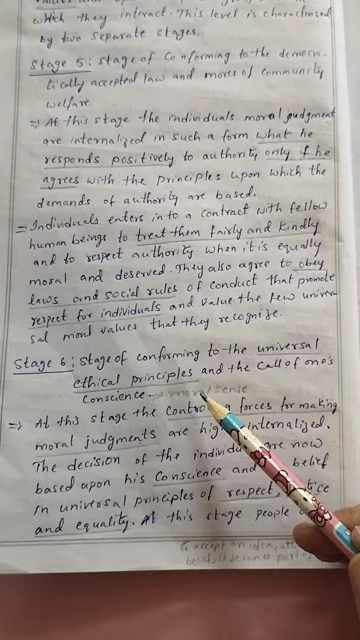 which they interact. This level is characterised
by two separate stages.
Stage 5: Stage of Conforming to the democra-
tically accepted law and mores of community
welfare.
⇒ At this stage the individuals moral judgment
are internalized in such a form what he
responds positively to authority only if he
agrees with the principles upon which the
demands of authority are based.
⇒ Individuals enters into a contract with fellow
human beings to treat them fairly and kindly
and to respect authority when it is equally
moral and deserved. They also agree to obey
laws and social rules of conduct that promote
respect for individuals and value the few univer
sal moral values that they recognize.
Stage 6: Stage of conforming to the universal
ethical principles and the call of one's
Conscience → moral sense
⇒ At this stage the forces for making
moral judgments are internalized.
The decision of the are now
based upon his Conscience and belief
in universal principles of respect,
and equality. At this stage people
to accept an idea,